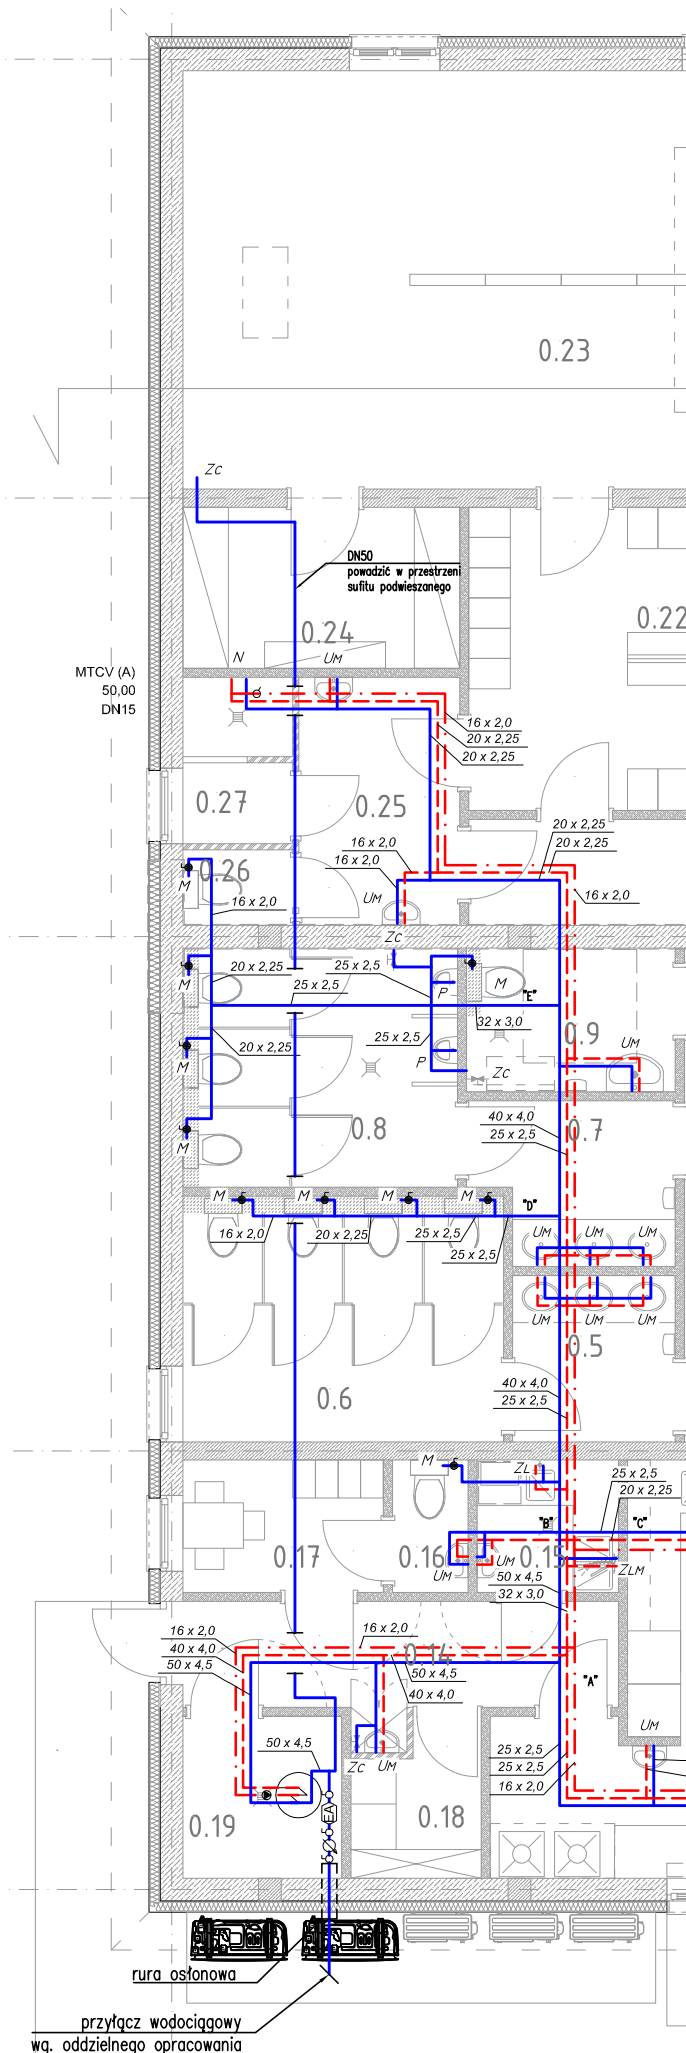 0.23
Zc
DN50
powadzić w przestrzeni
sufitu podwieszanego
0.24
0.22
N
UM
MTCV (A)
50,00
DN15
16 x 2,0
20 x 2,25
20 x 2,25
0.27
0.25
20 x 2,25
20 x 2,25
16 x 2,0
16 x 2,0
0.26
M
16 x 2,0
UM
16 x 2,0
Zc
20 x 2,25
25 x 2,5
M
25 x 2,5
P
M
"E"
32 x 3,0
0.9
20 x 2,25
25 x 2,5
UM
M
P
Zc
40 x 4,0
25 x 2,5
0.7
0.8
M
M
M
M
M
"D"
16 x 2,0
20 x 2,25
25 x 2,5
25 x 2,5
UM
UM
UM
UM
UM
UM
0.5
40 x 4,0
25 x 2,5
0.6
M
ZL
25 x 2,5
20 x 2,25
"B"
"C"
0.17
0.16
0.15
UM
UM
ZLM
50 x 4,5
32 x 3,0
16 x 2,0
40 x 4,0
50 x 4,5
16 x 2,0
0.14
50 x 4,5
40 x 4,0
"A"
50 x 4,5
UM
25 x 2,5
25 x 2,5
16 x 2,0
Zc
UM
EA
0.19
0.18
rura osłonowa
przyłącz wodociągowy
wg. oddzielnego opracowania